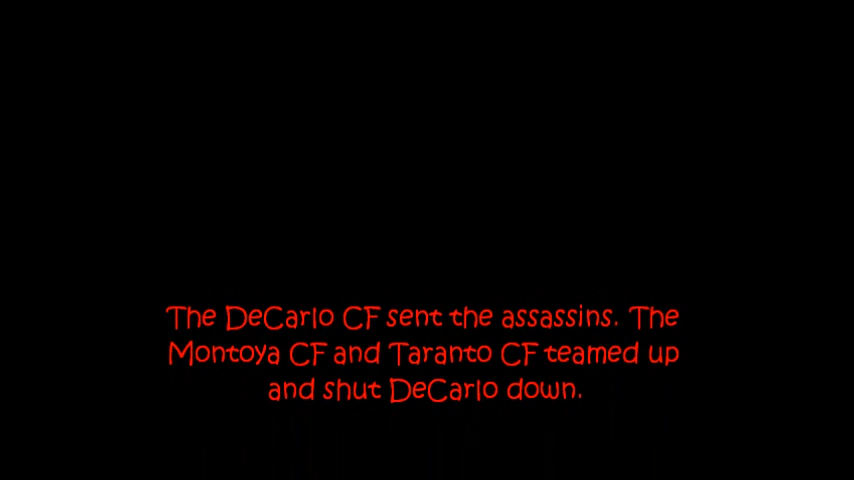 The DeCarlo CF sent the assassins. The
Montoya CF and Taranto CF teamed up
and shut DeCarlo down.